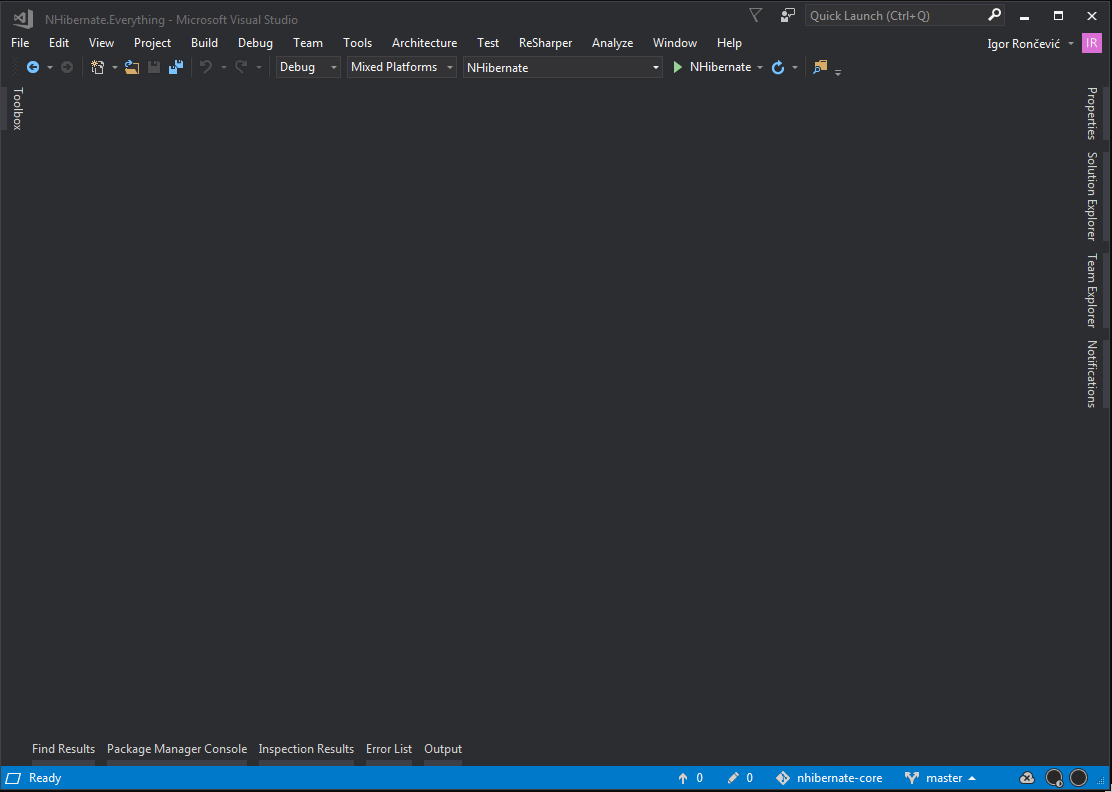 NHibernate.Everything - Microsoft Visual Studio
Quick Launch (Ctrl+Q)
File Edit View Project Build Debug Team Tools Architecture Test ReSharper Analyze Window Help
Igor Rončević IR
Debug Mixed Platforms NHibernate NHibernate
Toolbox
Properties
Solution Explorer
Team Explorer
Notifications
Find Results Package Manager Console Inspection Results Error List Output
Ready 0 0 nhibernate-core master